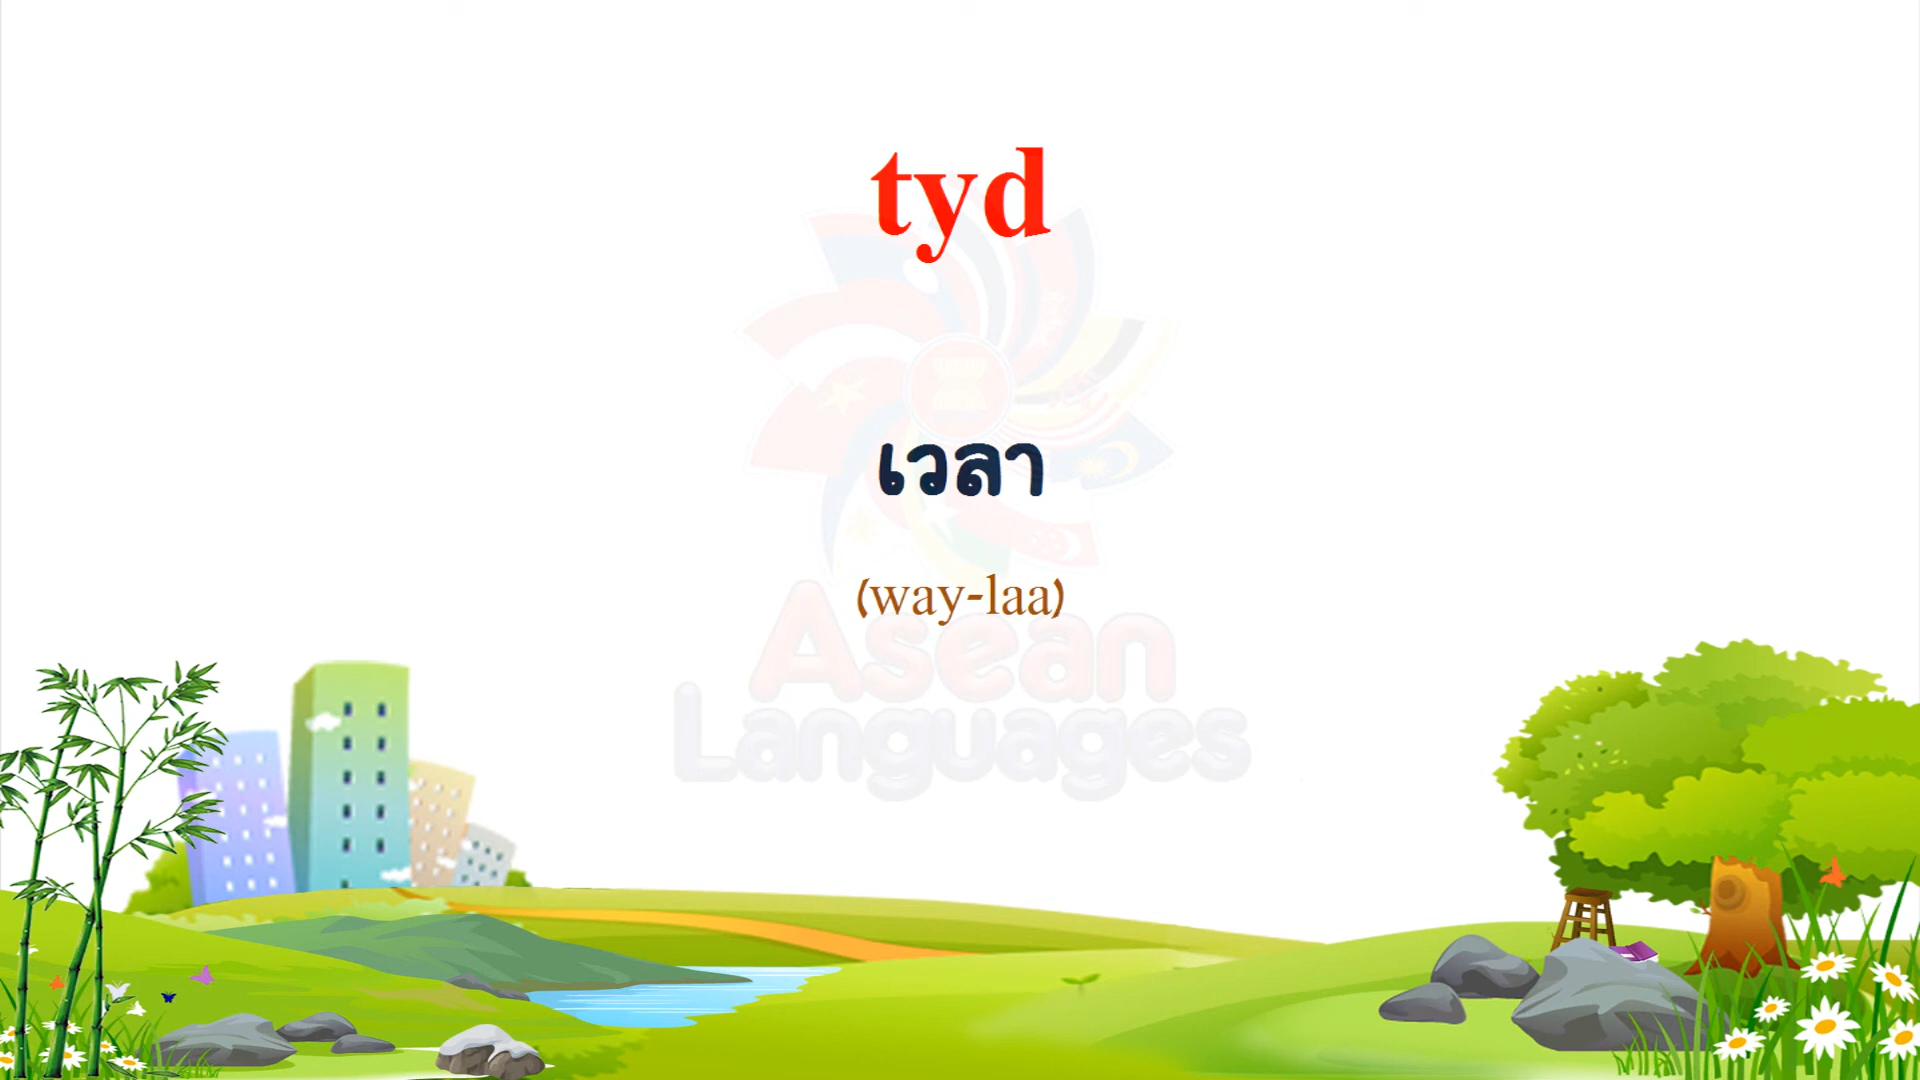 tyd
เวลา
(way-laa)
Asean
Languages